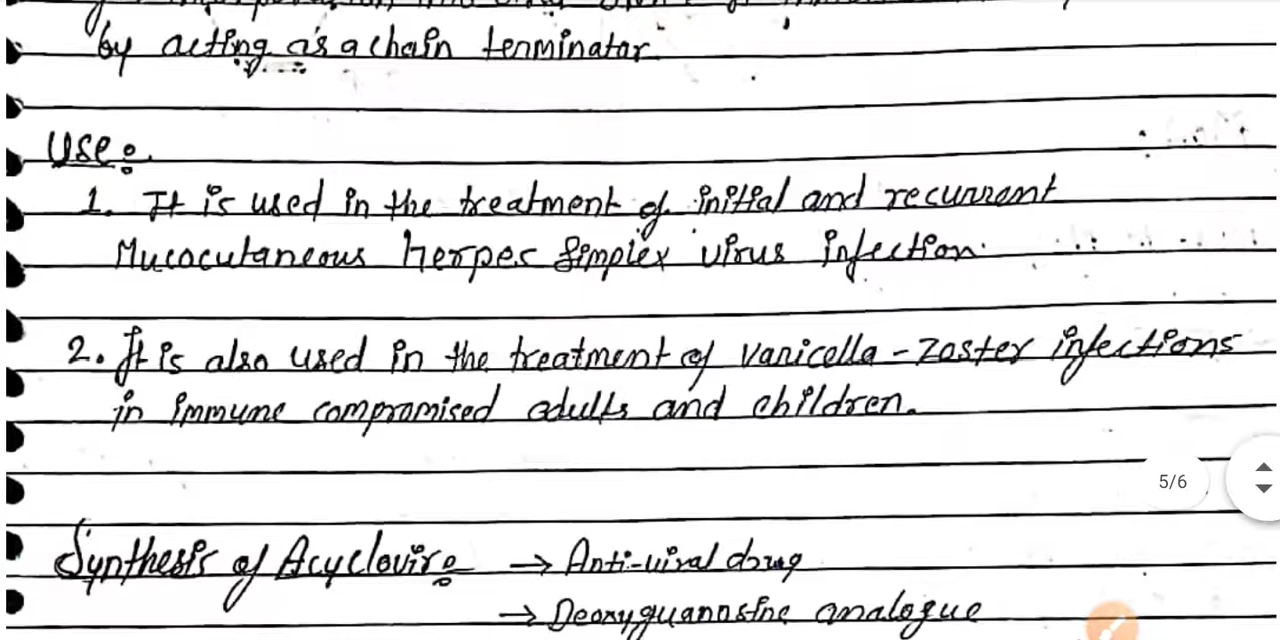 by acting as a chain terminator.
Use:
1. It is used in the treatment of initial and recurrent
Mucocutaneous herpes simplex virus infection.
2. It is also used in the treatment of varicella-zoster infections
in immune compromised adults and children.
5/6
Synthesis of Acyclovir: → Anti-viral drug
→ Deoxyguanosine analogue